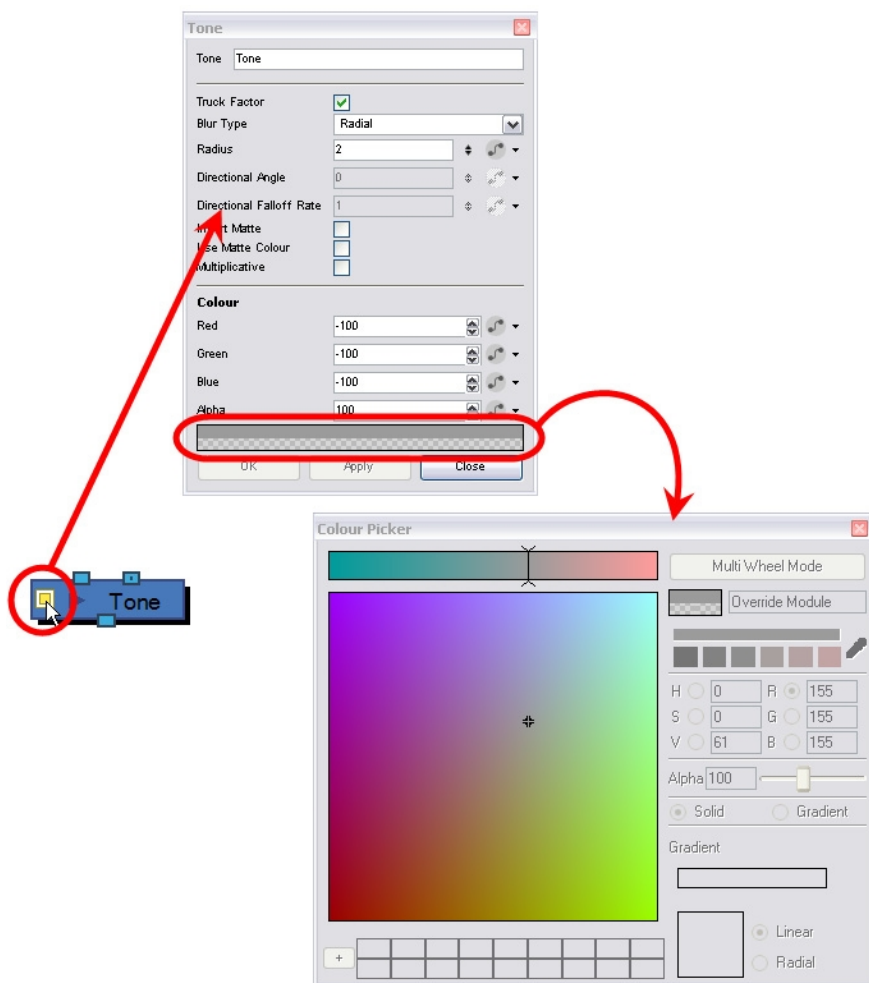 Tone
Tone Tone
Truck Factor
Blur Type Radial
Radius 2
Directional Angle 0
Directional Falloff Rate 1
Matte
Matte Colour
Multiplicative
Colour
Red -100
Green -100
Blue -100
Alpha 100
OK Apply Close
Tone
Colour Picker
Multi Wheel Mode
Override Module
H 0 R 155
S 0 G 155
V 61 B 155
Alpha 100
Solid Gradient
Gradient
+
Linear
Radial